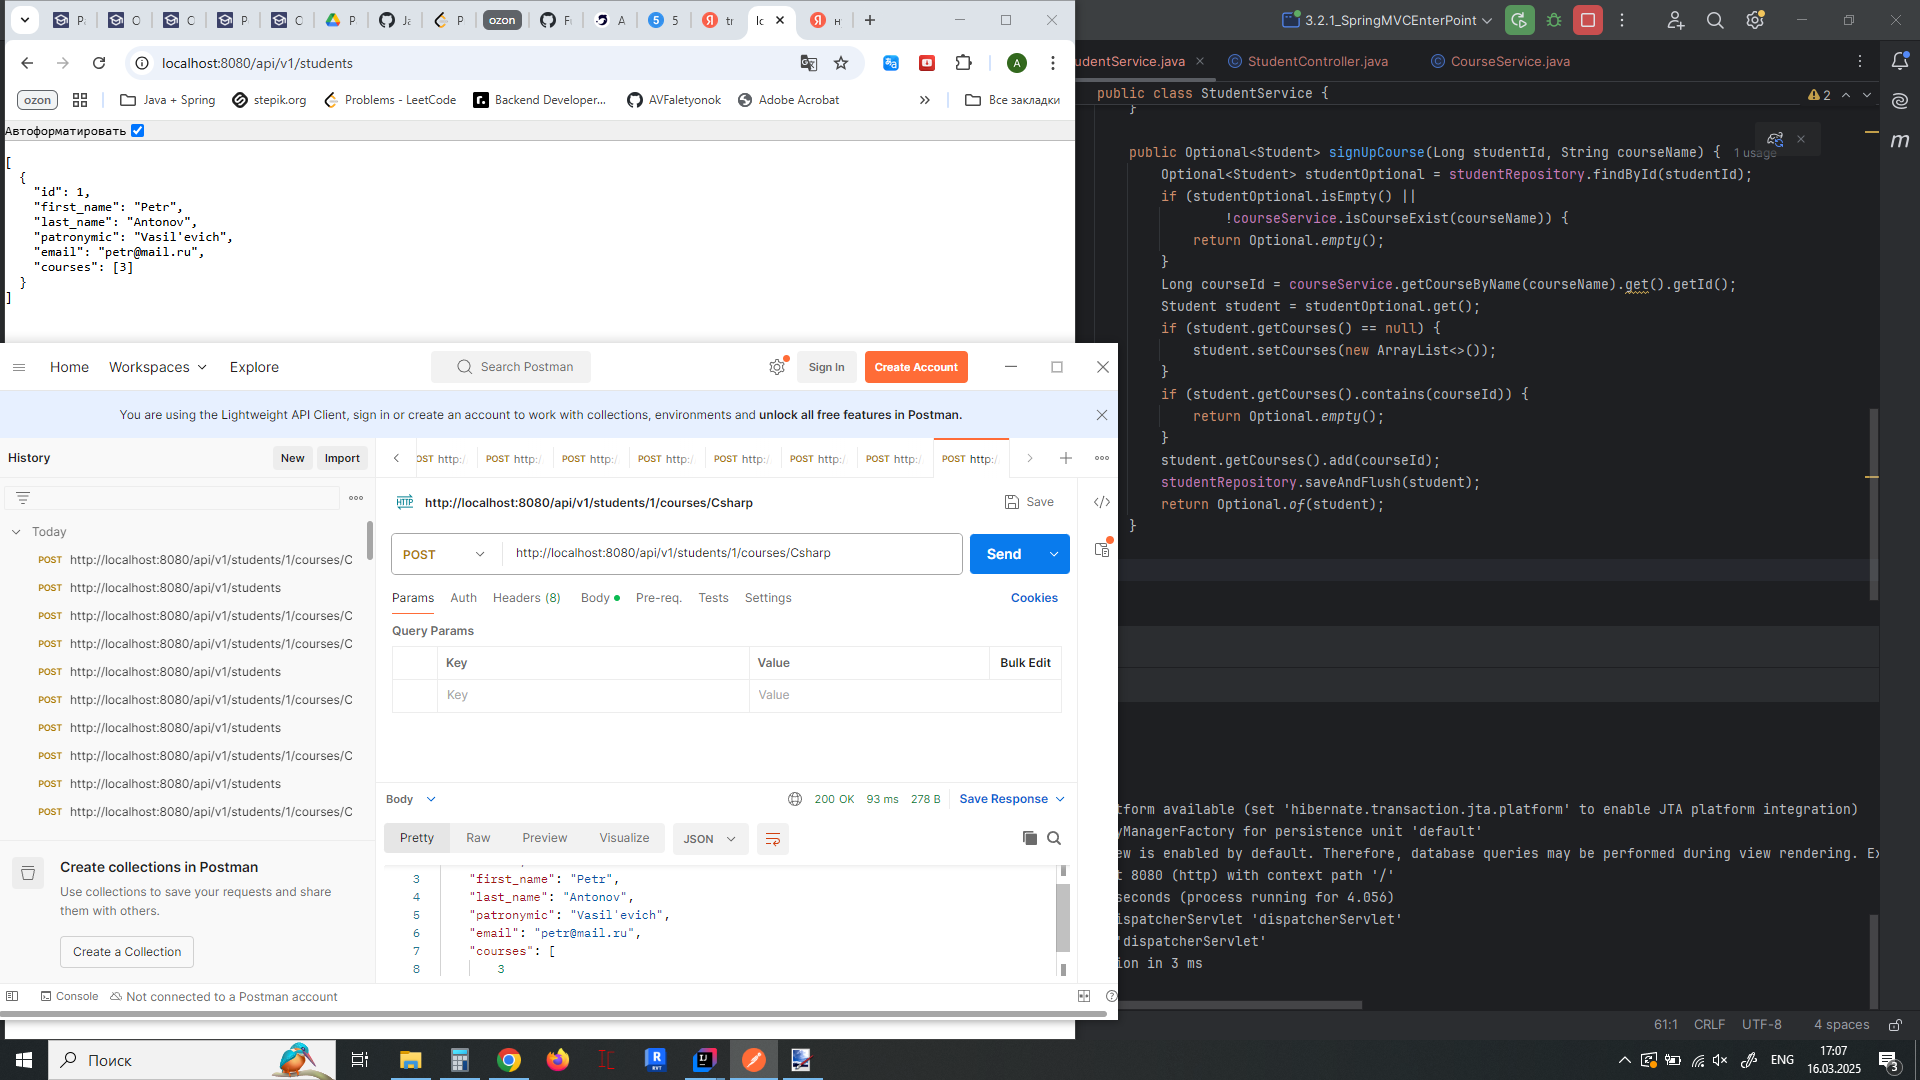 localhost:8080/api/v1/students
ozon
Java + Spring
stepik.org
Problems - LeetCode
Backend Developer...
AVFaletyonok
Adobe Acrobat
»
Все закладки
Автоформатировать
[
{
"id": 1,
"first_name": "Petr",
"last_name": "Antonov",
"patronymic": "Vasil'evich",
"email": "petr@mail.ru",
"courses": [3]
}
]
Home
Workspaces
Explore
Search Postman
Sign In
Create Account
You are using the Lightweight API Client, sign in or create an account to work with collections, environments and unlock all free features in Postman.
History
New
Import
Today
POST http://localhost:8080/api/v1/students/1/courses/C
POST http://localhost:8080/api/v1/students
POST http://localhost:8080/api/v1/students/1/courses/C
POST http://localhost:8080/api/v1/students/1/courses/C
POST http://localhost:8080/api/v1/students
POST http://localhost:8080/api/v1/students/1/courses/C
POST http://localhost:8080/api/v1/students
POST http://localhost:8080/api/v1/students/1/courses/C
POST http://localhost:8080/api/v1/students
POST http://localhost:8080/api/v1/students/1/courses/C
Create collections in Postman
Use collections to save your requests and share
them with others.
Create a Collection
OST http:/ POST http:/ POST http:/ POST http:/ POST http:/ POST http:/ POST http:/ POST http:/
HTTP http://localhost:8080/api/v1/students/1/courses/Csharp
Save
POST http://localhost:8080/api/v1/students/1/courses/Csharp
Send
Params Auth Headers (8) Body Pre-req. Tests Settings
Cookies
Query Params
Key Value Bulk Edit
Key Value
Body 200 OK 93 ms 278 B Save Response
Pretty Raw Preview Visualize JSON
3 "first_name": "Petr",
4 "last_name": "Antonov",
5 "patronymic": "Vasil'evich",
6 "email": "petr@mail.ru",
7 "courses": [
8 3
Console Not connected to a Postman account
3.2.1_SpringMVCEnterPoint
udentService.java StudentController.java CourseService.java
public class StudentService {
2
}
public Optional<Student> signUpCourse(Long studentId, String courseName) { 1 usage
Optional<Student> studentOptional = studentRepository.findById(studentId);
if (studentOptional.isEmpty() ||
!courseService.isCourseExist(courseName)) {
return Optional.empty();
}
Long courseId = courseService.getCourseByName(courseName).get().getId();
Student student = studentOptional.get();
if (student.getCourses() == null) {
student.setCourses(new ArrayList<>());
}
if (student.getCourses().contains(courseId)) {
return Optional.empty();
}
student.getCourses().add(courseId);
studentRepository.saveAndFlush(student);
return Optional.of(student);
}
tform available (set 'hibernate.transaction.jta.platform' to enable JTA platform integration)
yManagerFactory for persistence unit 'default'
ew is enabled by default. Therefore, database queries may be performed during view rendering. Ex
t 8080 (http) with context path '/'
seconds (process running for 4.056)
ispatcherServlet 'dispatcherServlet'
'dispatcherServlet'
ion in 3 ms
61:1 CRLF UTF-8 4 spaces
Поиск
ENG
17:07
16.03.2025
3